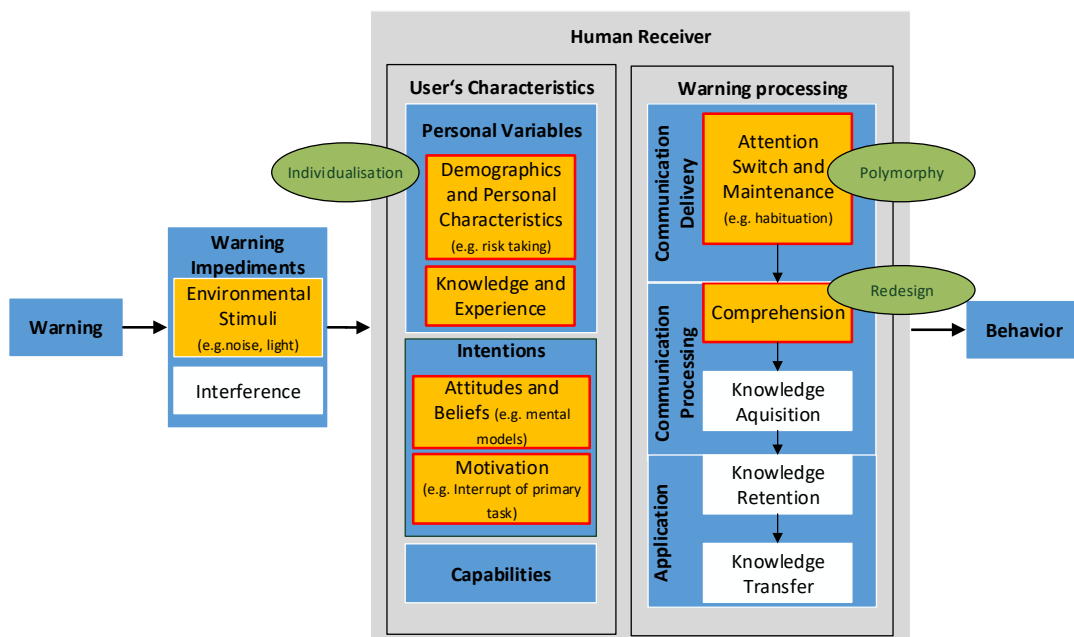 Human Receiver
Warning
Warning
Impediments
Environmental
Stimuli
(e.g.noise, light)
Interference
Individualisation
User‘s Characteristics
Personal Variables
Demographics
and Personal
Characteristics
(e.g. risk taking)
Knowledge and
Experience
Intentions
Attitudes and
Beliefs (e.g. mental
models)
Motivation
(e.g. Interrupt of primary
task)
Capabilities
Warning processing
Communication
Delivery
Attention
Switch and
Maintenance
(e.g. habituation)
Polymorphy
Communication
Processing
Comprehension
Redesign
Knowledge
Aquisition
Application
Knowledge
Retention
Knowledge
Transfer
Behavior